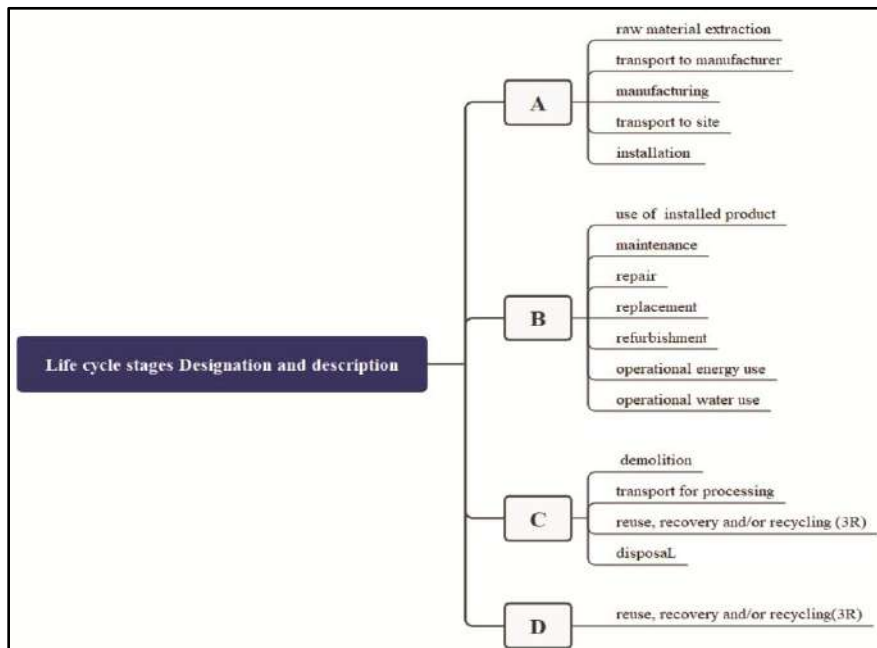 raw material extraction
transport to manufacturer
A
manufacturing
transport to site
installation
use of installed product
maintenance
repair
B
replacement
refurbishment
Life cycle stages Designation and description
operational energy use
operational water use
demolition
transport for processing
C
reuse, recovery and/or recycling (3R)
disposaL
D
reuse, recovery and/or recycling(3R)